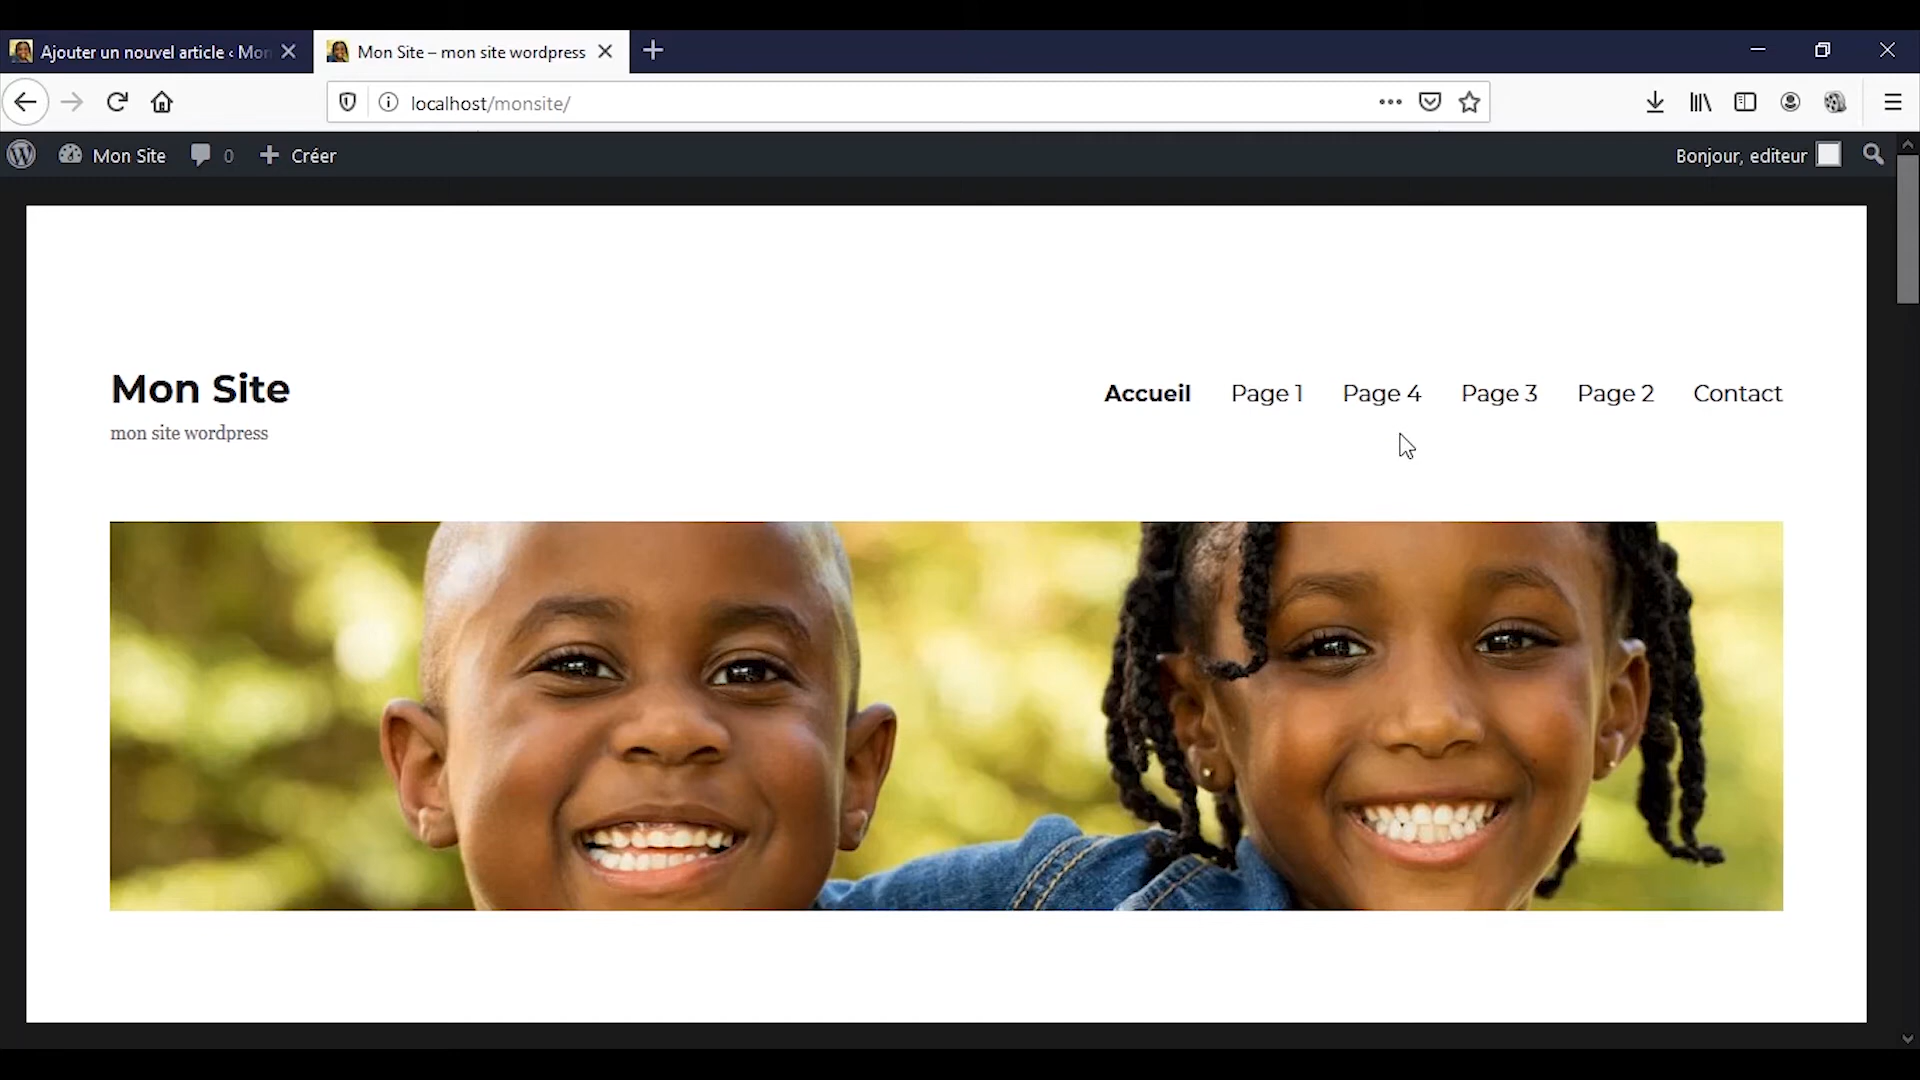 Ajouter un nouvel article ‹ Mon
Mon Site – mon site wordpress
localhost/monsite/
Mon Site
0
Créer
Bonjour, editeur
Mon Site
mon site wordpress
Accueil
Page 1
Page 4
Page 3
Page 2
Contact